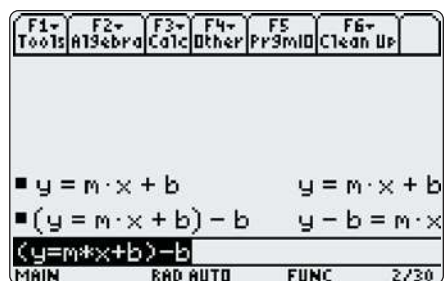 F1▾ F2▾ F3▾ F4▾ F5 F6▾
Tools Algebra Calc Other PrgmIO Clean Up
▪ y = m · x + b y = m · x + b
▪ (y = m · x + b) – b y – b = m · x
(y=m*x+b)–b
MAIN RAD AUTO FUNC 2/30